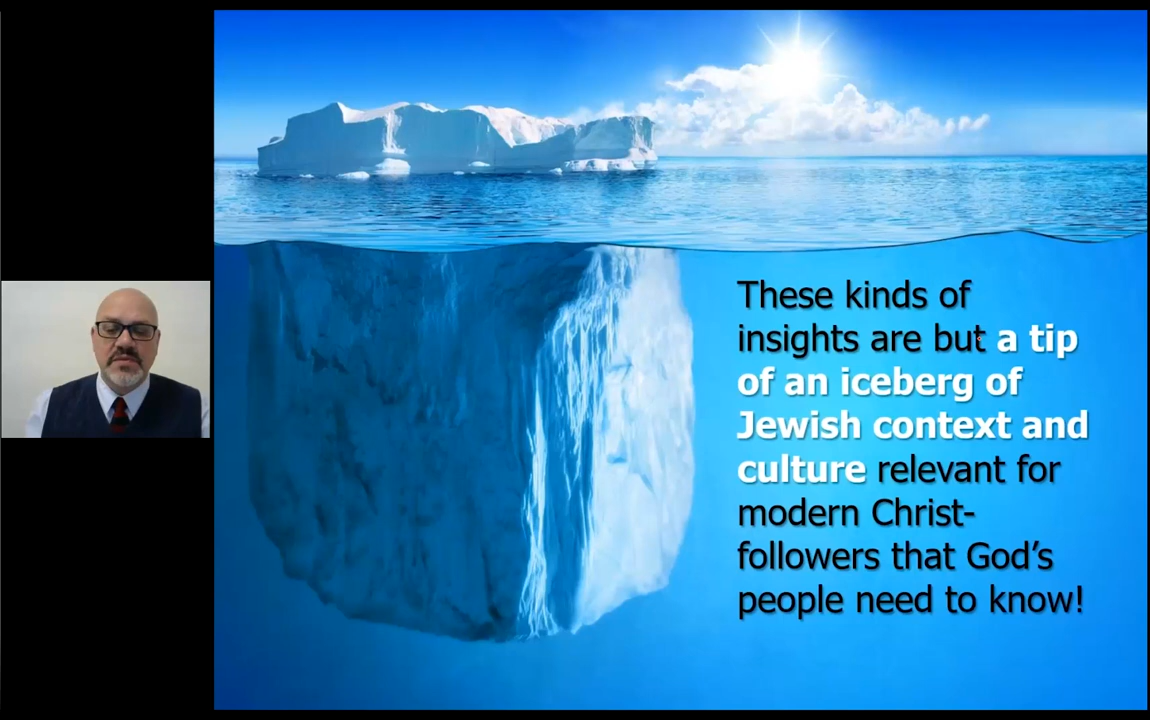 These kinds of
insights are but a tip
of an iceberg of
Jewish context and
culture relevant for
modern Christ-
followers that God’s
people need to know!